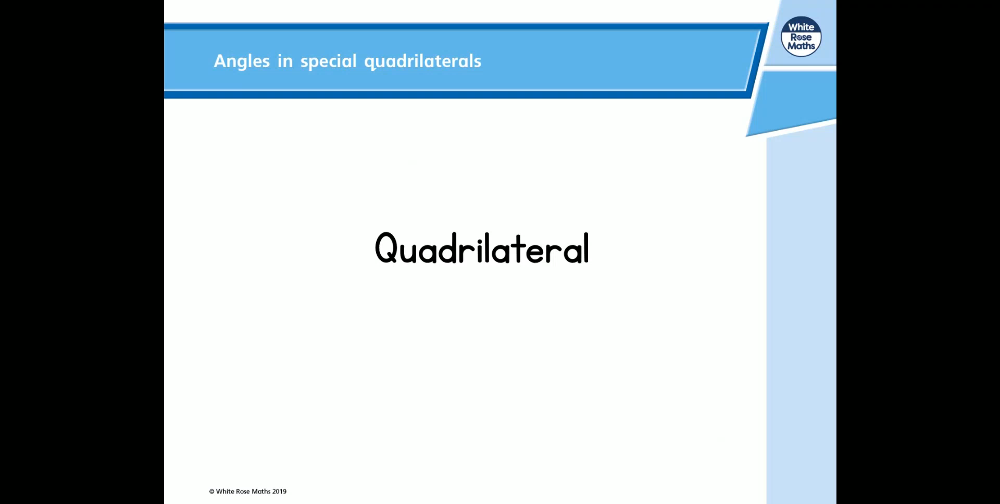 Angles in special quadrilaterals
White
Rose
Maths
Quadrilateral
© White Rose Maths 2019